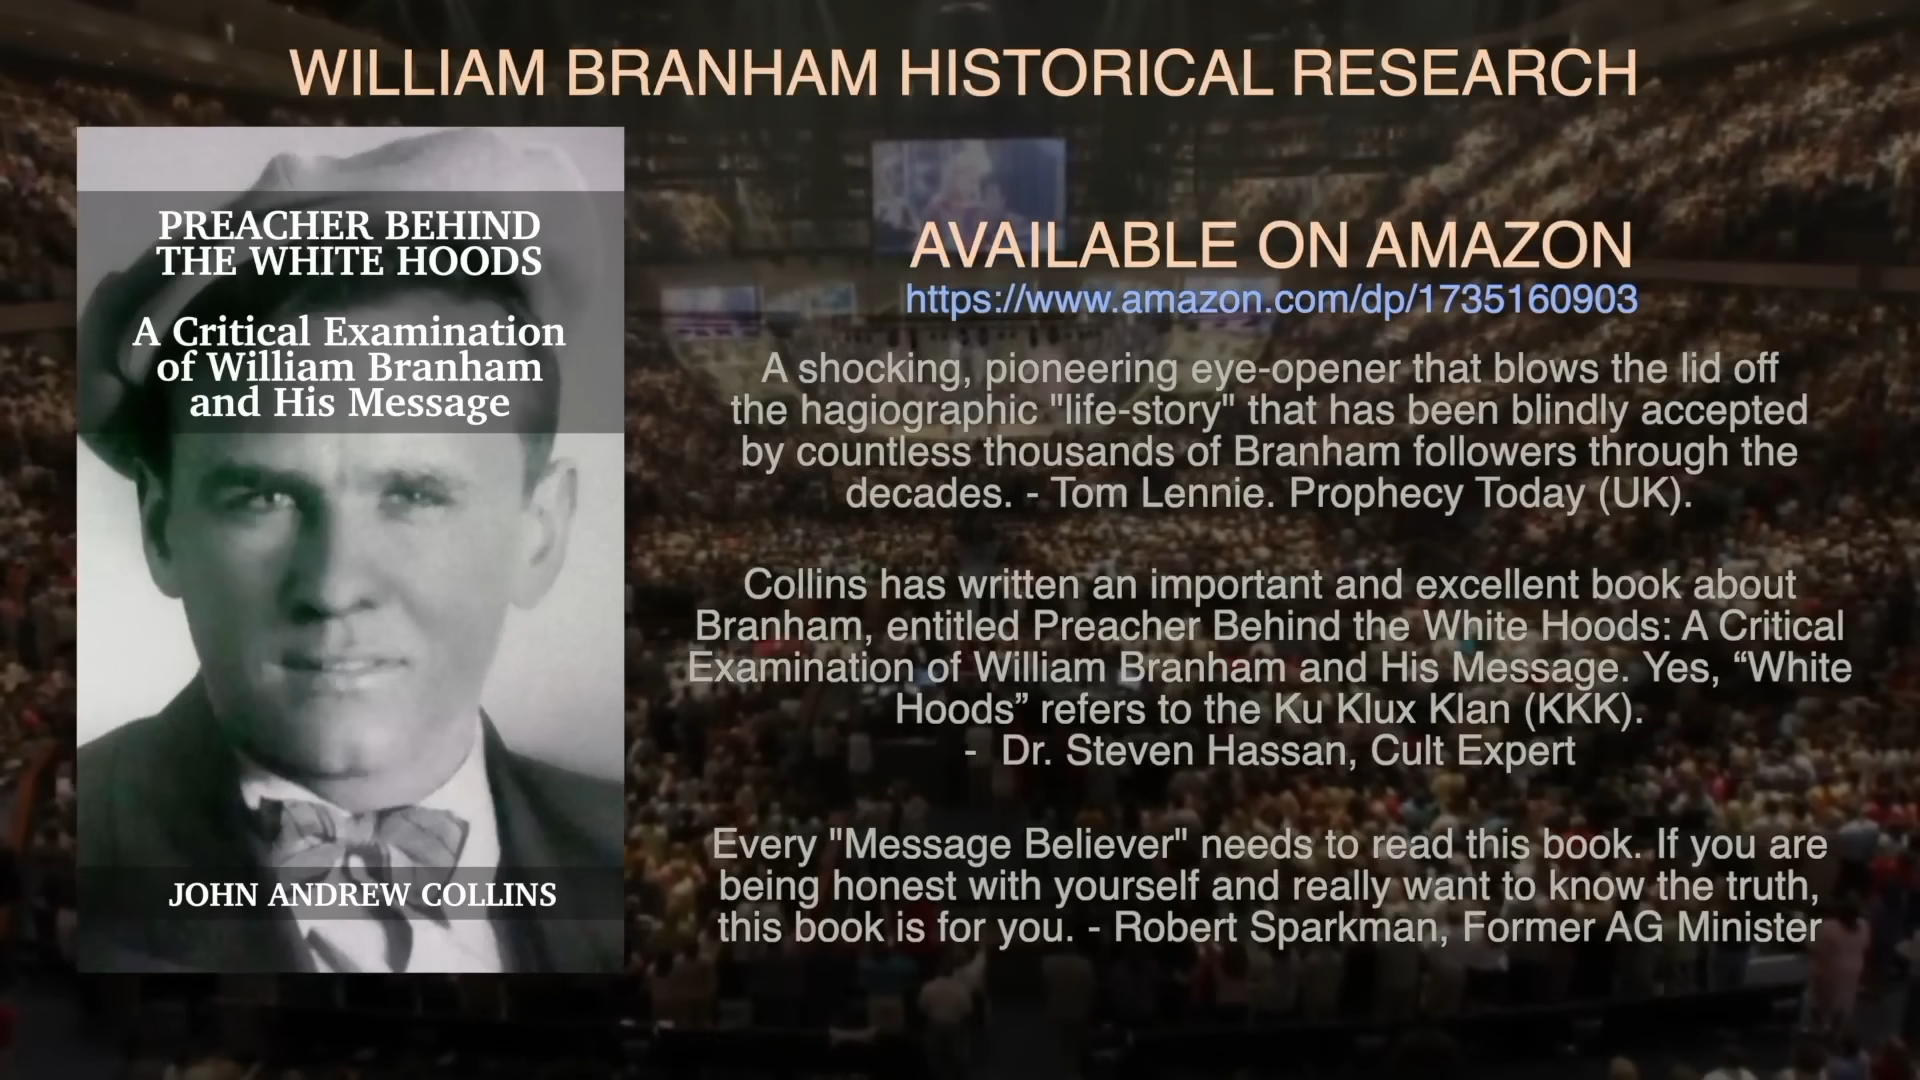 WILLIAM BRANHAM HISTORICAL RESEARCH
PREACHER BEHIND
THE WHITE HOODS
A Critical Examination
of William Branham
and His Message
JOHN ANDREW COLLINS
AVAILABLE ON AMAZON
https://www.amazon.com/dp/1735160903
A shocking, pioneering eye-opener that blows the lid off
the hagiographic "life-story" that has been blindly accepted
by countless thousands of Branham followers through the
decades. - Tom Lennie. Prophecy Today (UK).
Collins has written an important and excellent book about
Branham, entitled Preacher Behind the White Hoods: A Critical
Examination of William Branham and His Message. Yes, “White
Hoods” refers to the Ku Klux Klan (KKK).
- Dr. Steven Hassan, Cult Expert
Every "Message Believer" needs to read this book. If you are
being honest with yourself and really want to know the truth,
this book is for you. - Robert Sparkman, Former AG Minister